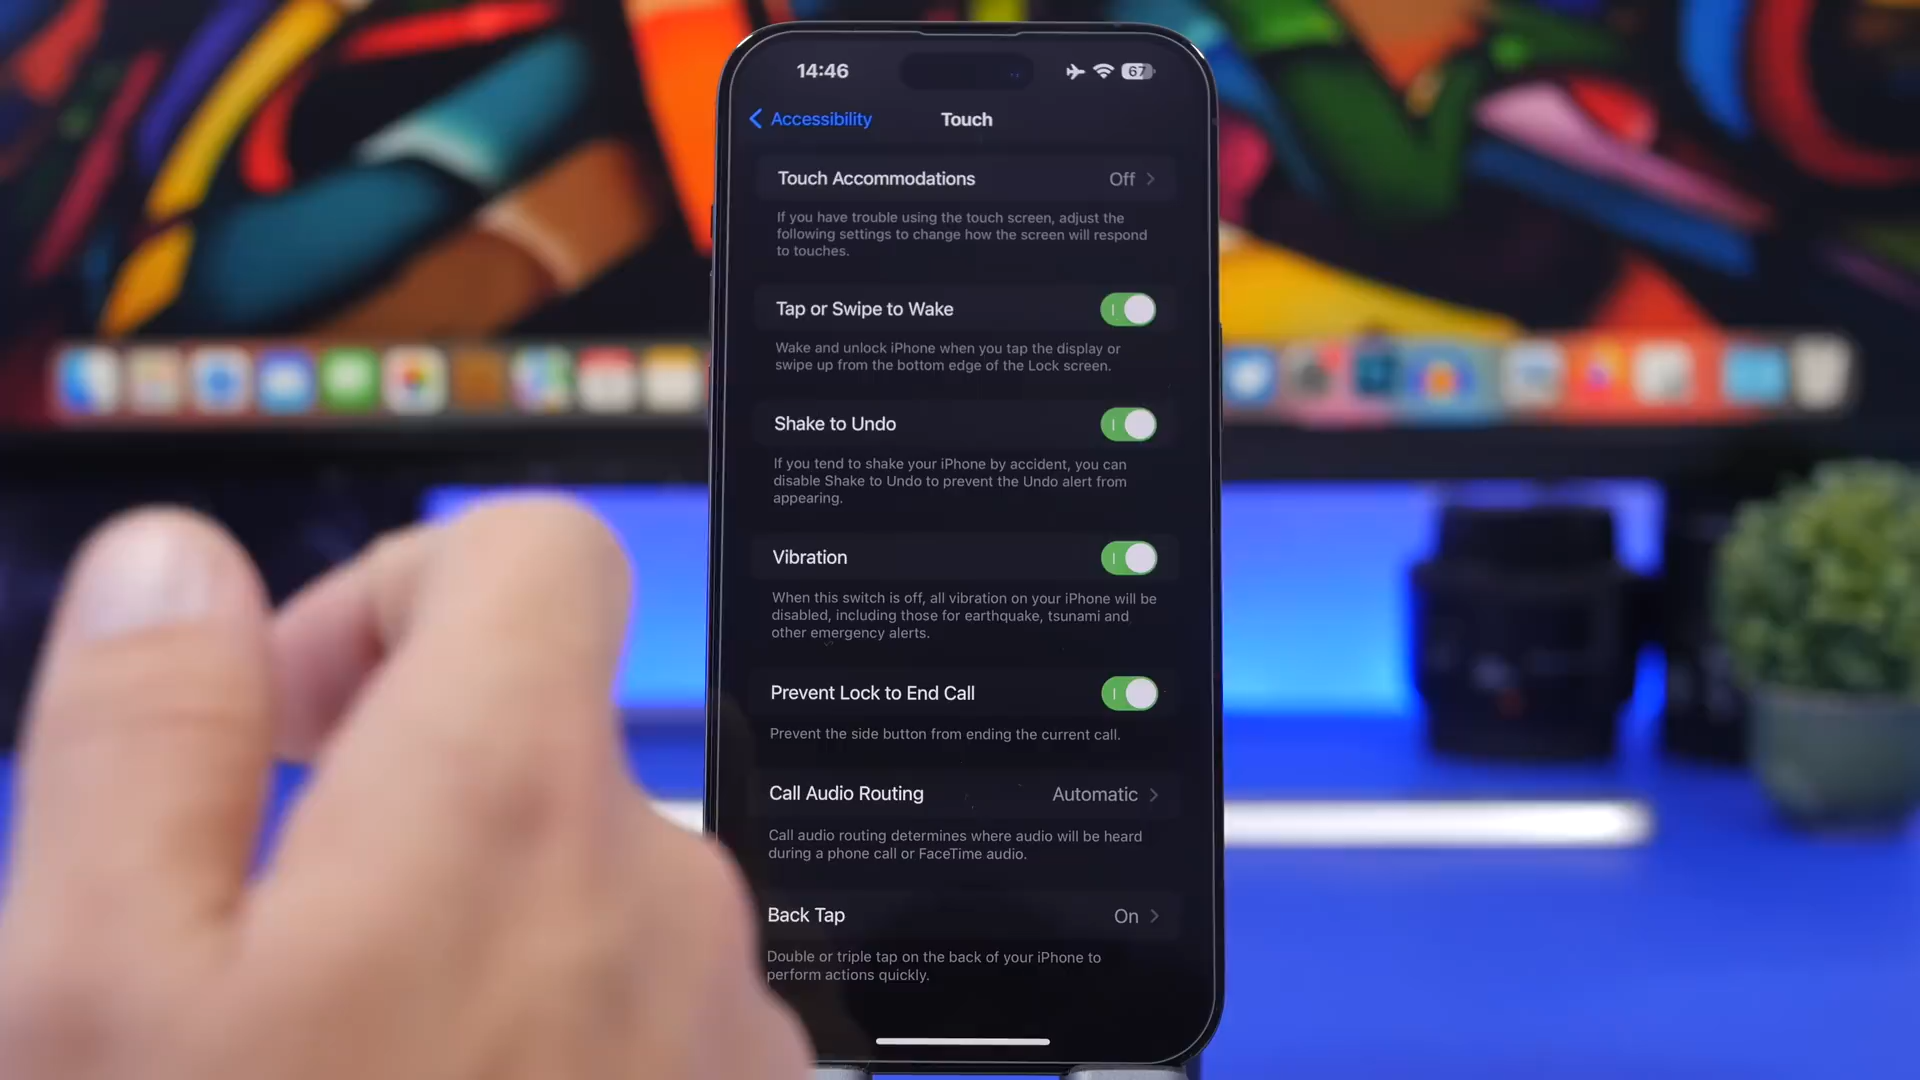 14:46
67
Accessibility
Touch
Touch Accommodations
Off
If you have trouble using the touch screen, adjust the
following settings to change how the screen will respond
to touches.
Tap or Swipe to Wake
Wake and unlock iPhone when you tap the display or
swipe up from the bottom edge of the Lock screen.
Shake to Undo
If you tend to shake your iPhone by accident, you can
disable Shake to Undo to prevent the Undo alert from
appearing.
Vibration
When this switch is off, all vibration on your iPhone will be
disabled, including those for earthquake, tsunami and
other emergency alerts.
Prevent Lock to End Call
Prevent the side button from ending the current call.
Call Audio Routing
Automatic
Call audio routing determines where audio will be heard
during a phone call or FaceTime audio.
Back Tap
On
Double or triple tap on the back of your iPhone to
perform actions quickly.